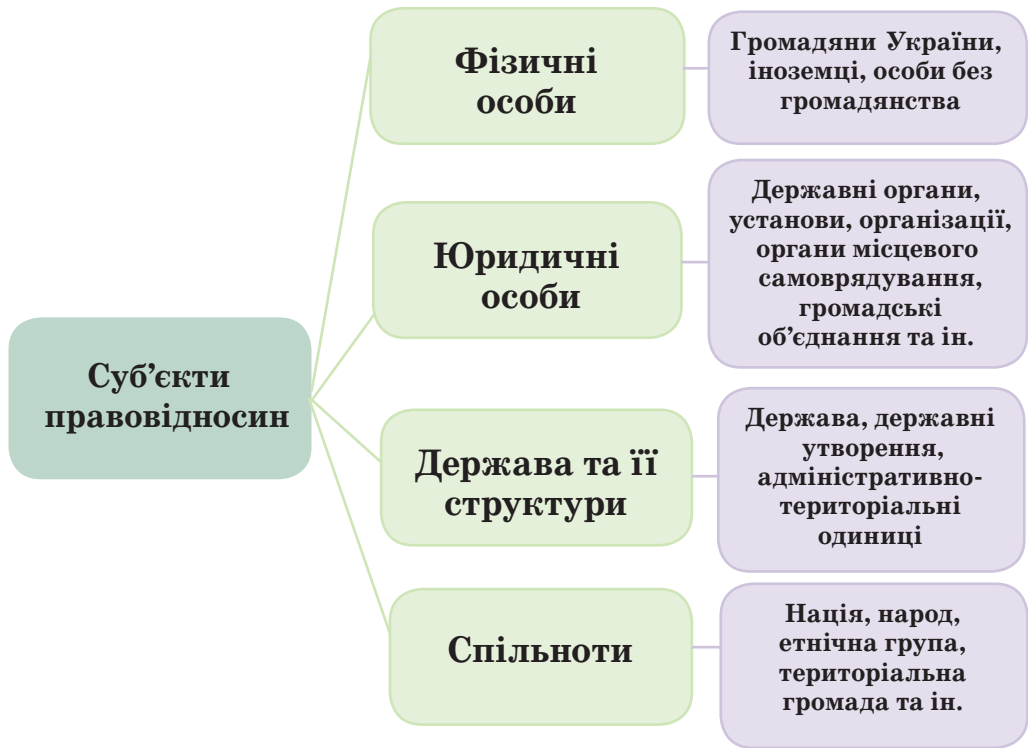 Суб’єкти
правовідносин
Фізичні
особи
Громадяни України,
іноземці, особи без
громадянства
Юридичні
особи
Державні органи,
установи, організації,
органи місцевого
самоврядування,
громадські
об’єднання та ін.
Держава та її
структури
Держава, державні
утворення,
адміністративно-
територіальні
одиниці
Спільноти
Нація, народ,
етнічна група,
територіальна
громада та ін.